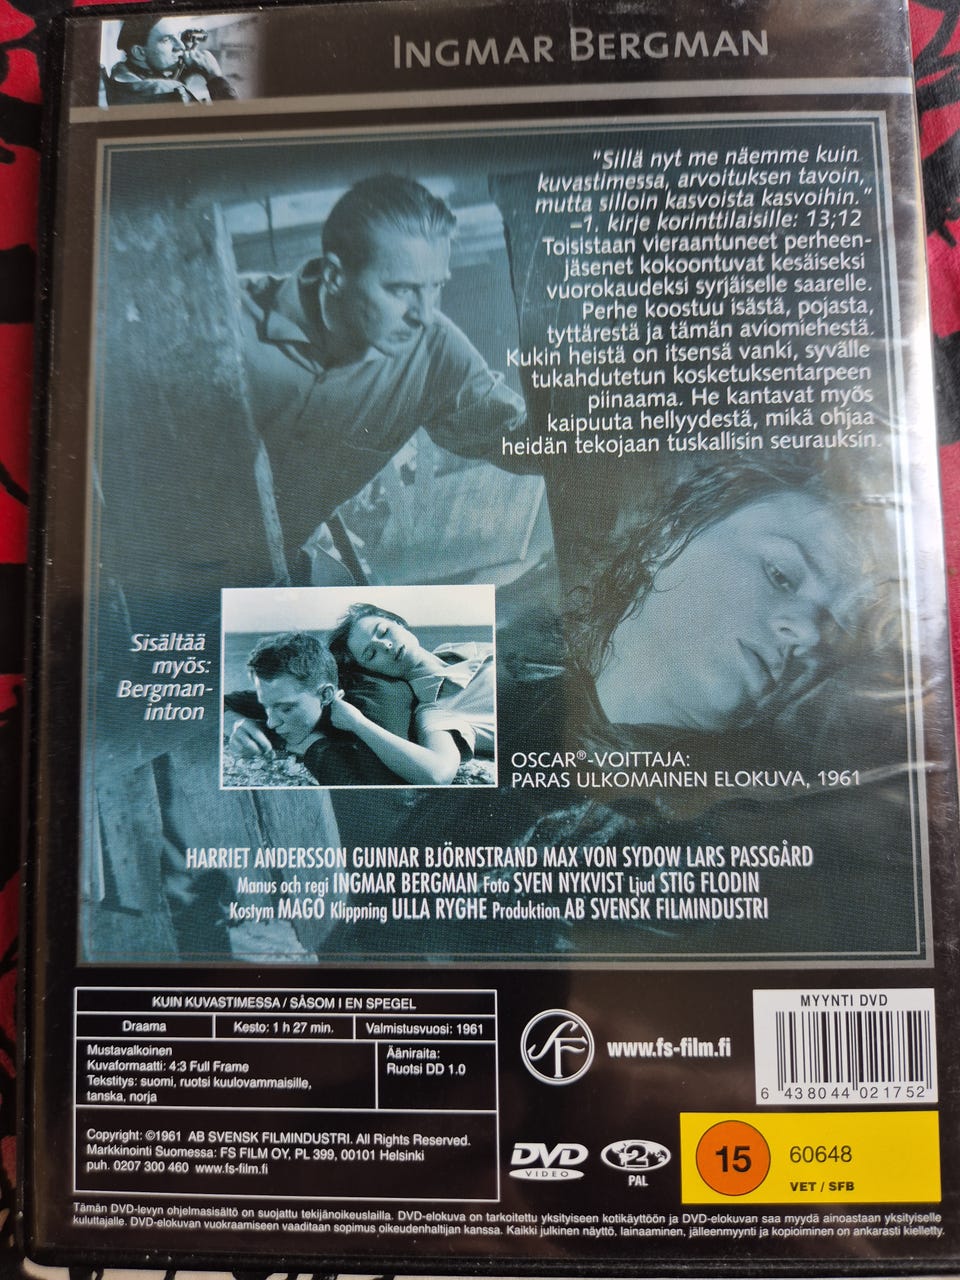 INGMAR BERGMAN
"Sillä nyt me näemme kuin
kuvastimessa, arvoituksen tavoin,
mutta silloin kasvoista kasvoihin."
–1. kirje korinttilaisille: 13;12
Toisistaan vieraantuneet perheen-
jäsenet kokoontuvat kesäiseksi
vuorokaudeksi syrjäiselle saarelle.
Perhe koostuu isästä, pojasta,
tyttärestä ja tämän aviomiehestä.
Kukin heistä on itsensä vanki, syvälle
tukahdutetun kosketuksentarpeen
piinaama. He kantavat myös
kaipuuta hellyydestä, mikä ohjaa
heidän tekojaan tuskallisin seurauksin.
Sisältää
myös:
Bergman-
intron
OSCAR®-VOITTAJA:
PARAS ULKOMAINEN ELOKUVA, 1961
HARRIET ANDERSSON GUNNAR BJÖRNSTRAND MAX VON SYDOW LARS PASSGÅRD
Manus och regi INGMAR BERGMAN Foto SVEN NYKVIST Ljud STIG FLODIN
Kostym MAGO Klippning ULLA RYGHE Produktion AB SVENSK FILMINDUSTRI
KUIN KUVASTIMESSA / SÅSOM I EN SPEGEL
Draama
Kesto: 1 h 27 min.
Valmistusvuosi: 1961
Mustavalkoinen
Kuvaformaatti: 4:3 Full Frame
Tekstitys: suomi, ruotsi kuulovammaisille,
tanska, norja
Ääniraita:
Ruotsi DD 1.0
Copyright: ©1961 AB SVENSK FILMINDUSTRI. All Rights Reserved.
Markkinointi Suomessa: FS FILM OY, PL 399, 00101 Helsinki
puh. 0207 300 460 www.fs-film.fi
SF
www.fs-film.fi
MYYNTI DVD
6 438044 021752
DVD
VIDEO
2
PAL
15
60648
VET / SFB
Tämän DVD-levyn ohjelmasisältö on suojattu tekijänoikeuslailla. DVD-elokuva on tarkoitettu yksityiseen kotikäyttöön ja DVD-elokuvan saa myydä ainoastaan yksityiselle
kuluttajalle. DVD-elokuvan vuokraamiseen vaaditaan sopimus oikeudenhaltijan kanssa. Kaikki julkinen näyttö, lainaaminen, jälleenmyynti ja kopioiminen on ankarasti kielletty.